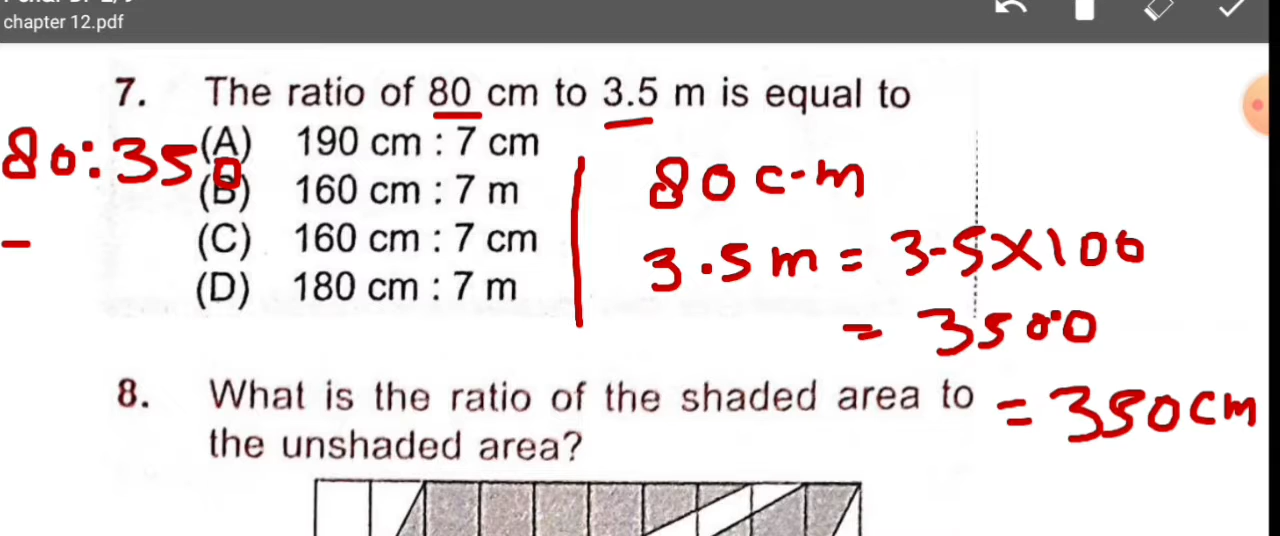 chapter 12.pdf
7. The ratio of 80 cm to 3.5 m is equal to
(A) 190 cm : 7 cm
(B) 160 cm : 7 m
(C) 160 cm : 7 cm
(D) 180 cm : 7 m
80:350
80 c.m
3.5 m = 3.5×100
= 350.0
= 350cm
8. What is the ratio of the shaded area to
the unshaded area?